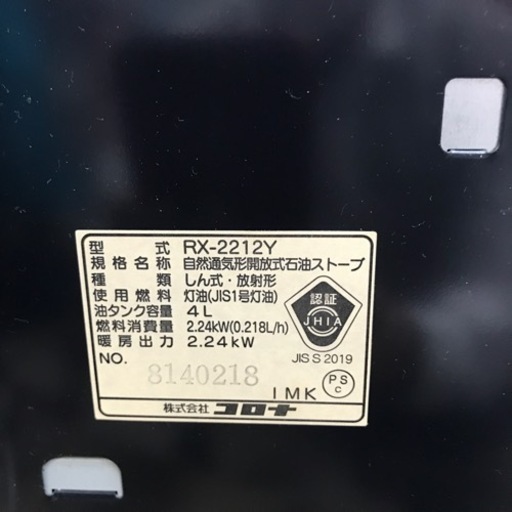 型式 RX-2212Y
規格名称 自然通気形開放式石油ストーブ
種類 しん式・放射形
使用燃料 灯油(JIS1号灯油)
油タンク容量 4L
燃料消費量 2.24kW(0.218L/h)
暖房出力 2.24kW
認証
JHIA
JIS S 2019
NO. 8140218
IMK
PS
C
株式会社 コロナ